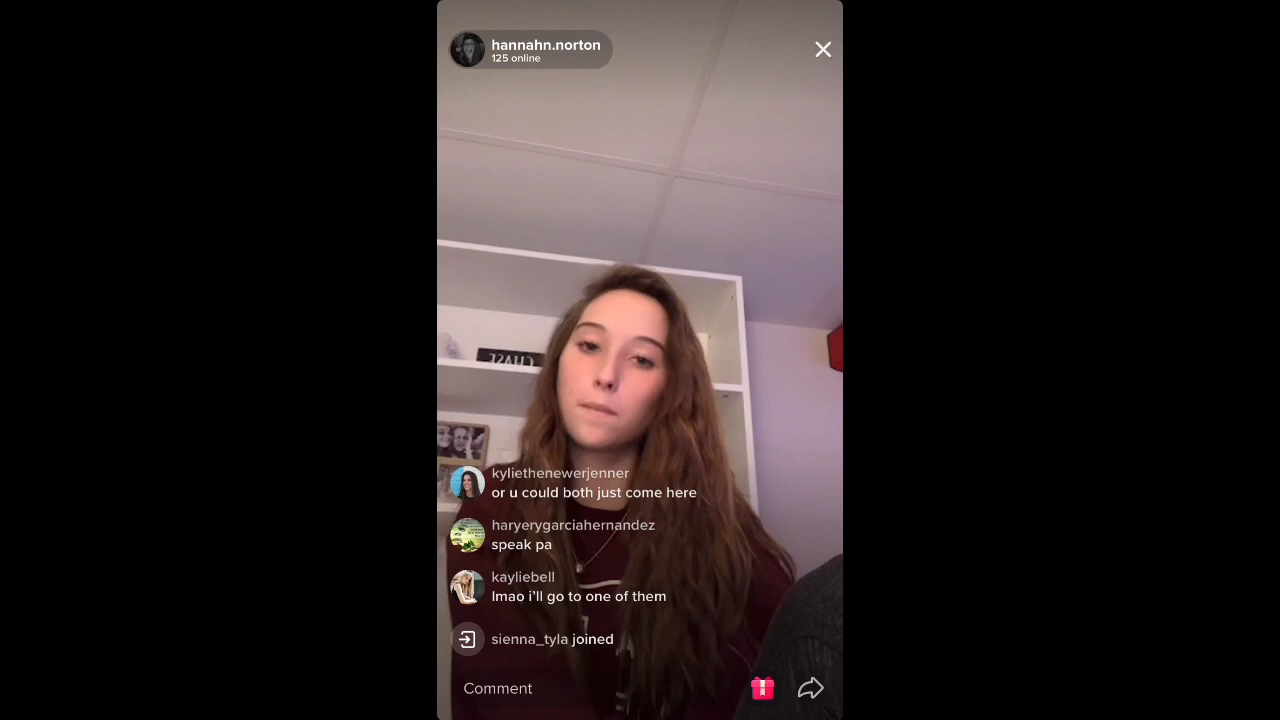 hannahn.norton
125 online
CHASE
kyliethenewerjenner
or u could both just come here
haryerygarciahernandez
speak pa
kayliebell
lmao i'll go to one of them
sienna_tyla joined
Comment